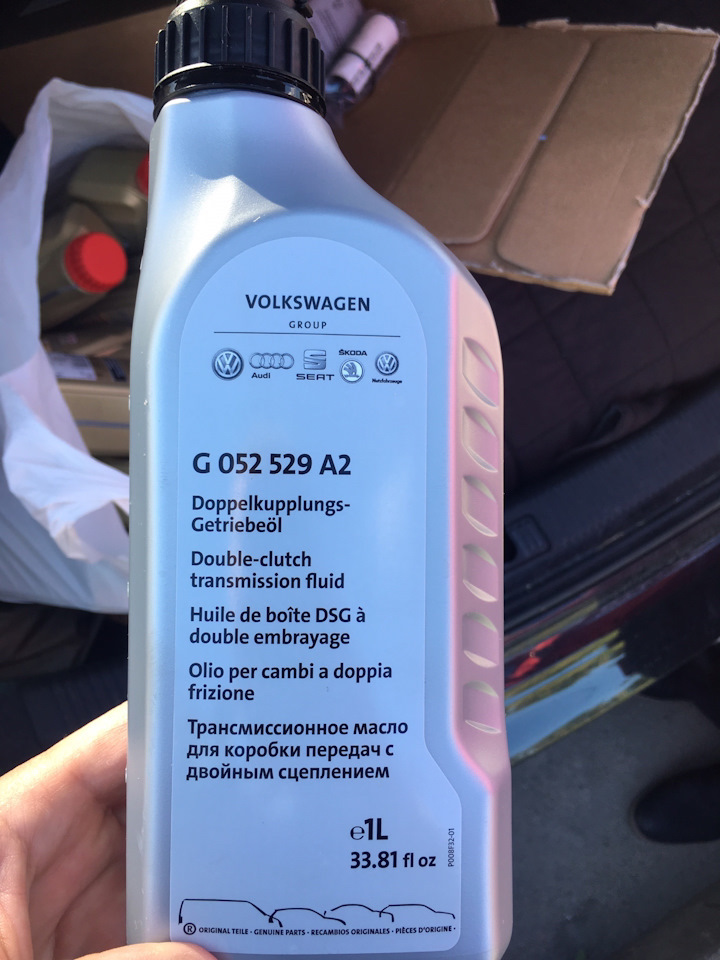 VOLKSWAGEN
GROUP
Audi SEAT ŠKODA Nutzfahrzeuge
G 052 529 A2
Doppelkupplungs-
Getriebeöl
Double-clutch
transmission fluid
Huile de boîte DSG à
double embrayage
Olio per cambi a doppia
frizione
Трансмиссионное масло
для коробки передач с
двойным сцеплением
e1L
33.81 fl oz
P008F32-01
® ORIGINAL TEILE · GENUINE PARTS · RECAMBIOS ORIGINALES · PIÈCES D'ORIGINE ·